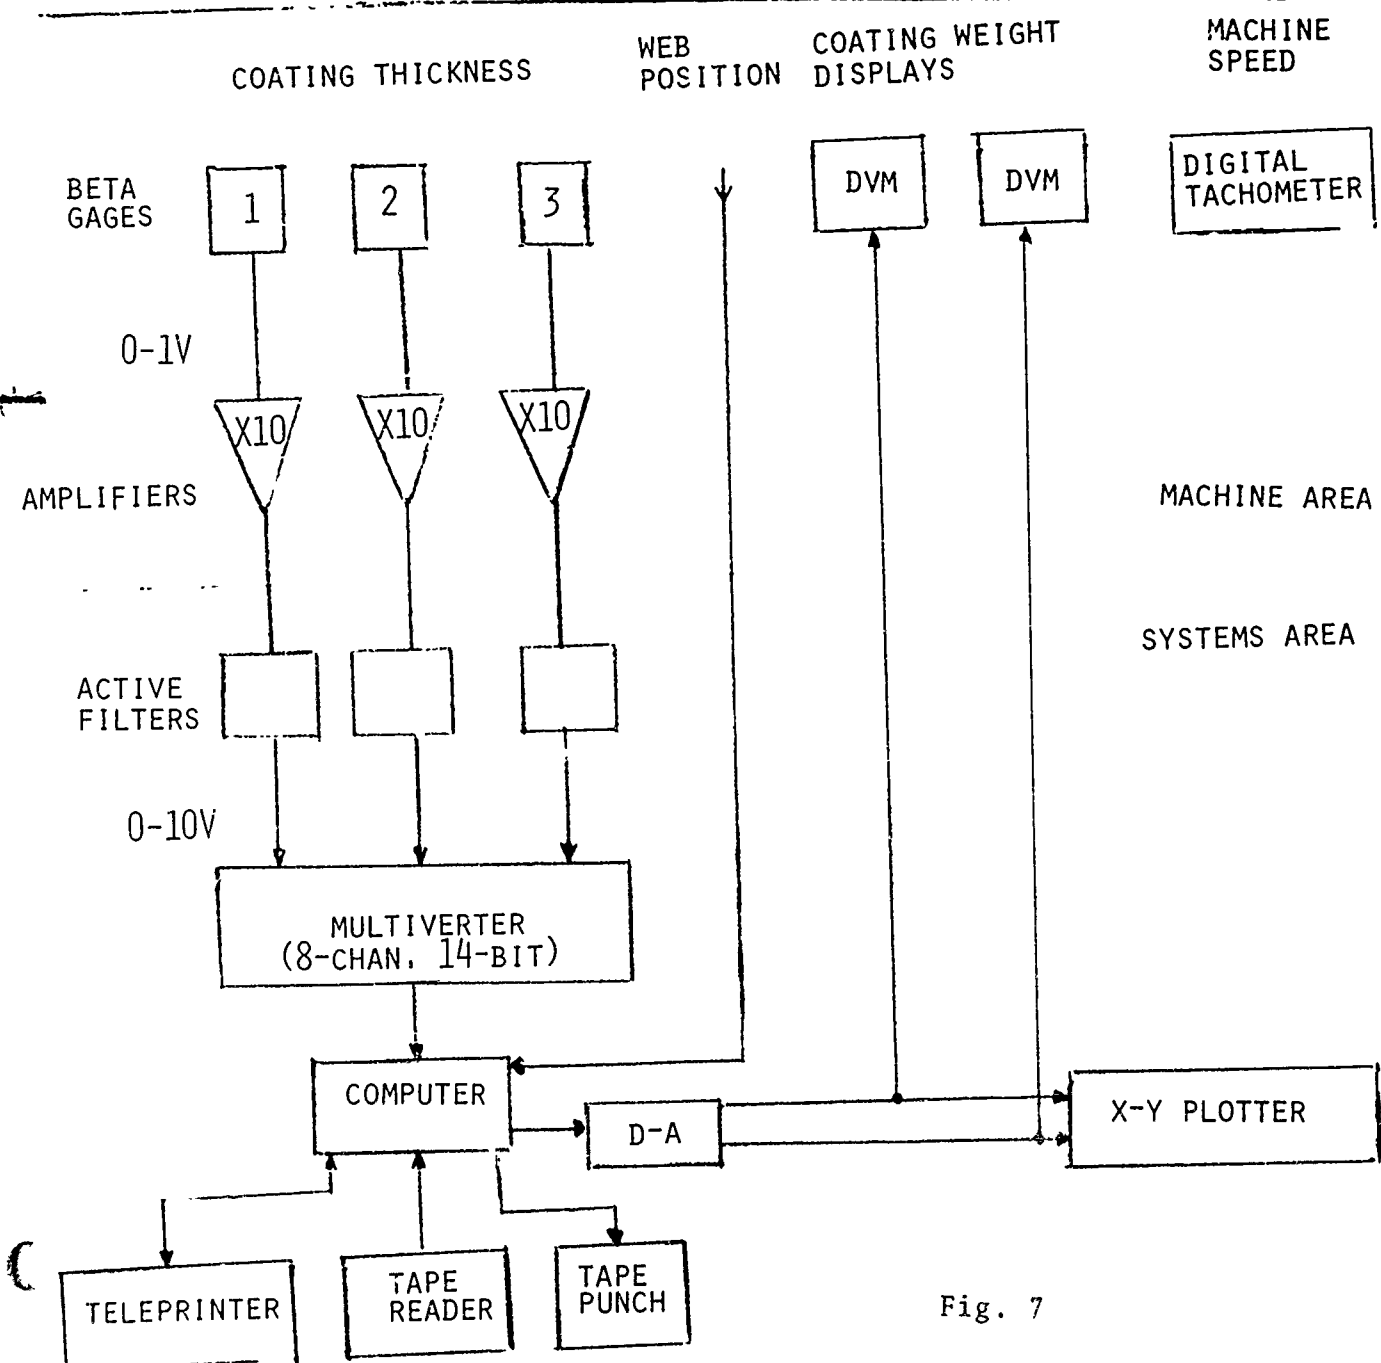 COATING THICKNESS
WEB
POSITION
COATING WEIGHT
DISPLAYS
MACHINE
SPEED
BETA
GAGES
1
2
3
DVM
DVM
DIGITAL
TACHOMETER
0-1V
X10
X10
X10
AMPLIFIERS
MACHINE AREA
SYSTEMS AREA
ACTIVE
FILTERS
0-10V
MULTIVERTER
(8-CHAN. 14-BIT)
COMPUTER
D-A
X-Y PLOTTER
TELEPRINTER
TAPE
READER
TAPE
PUNCH
Fig. 7